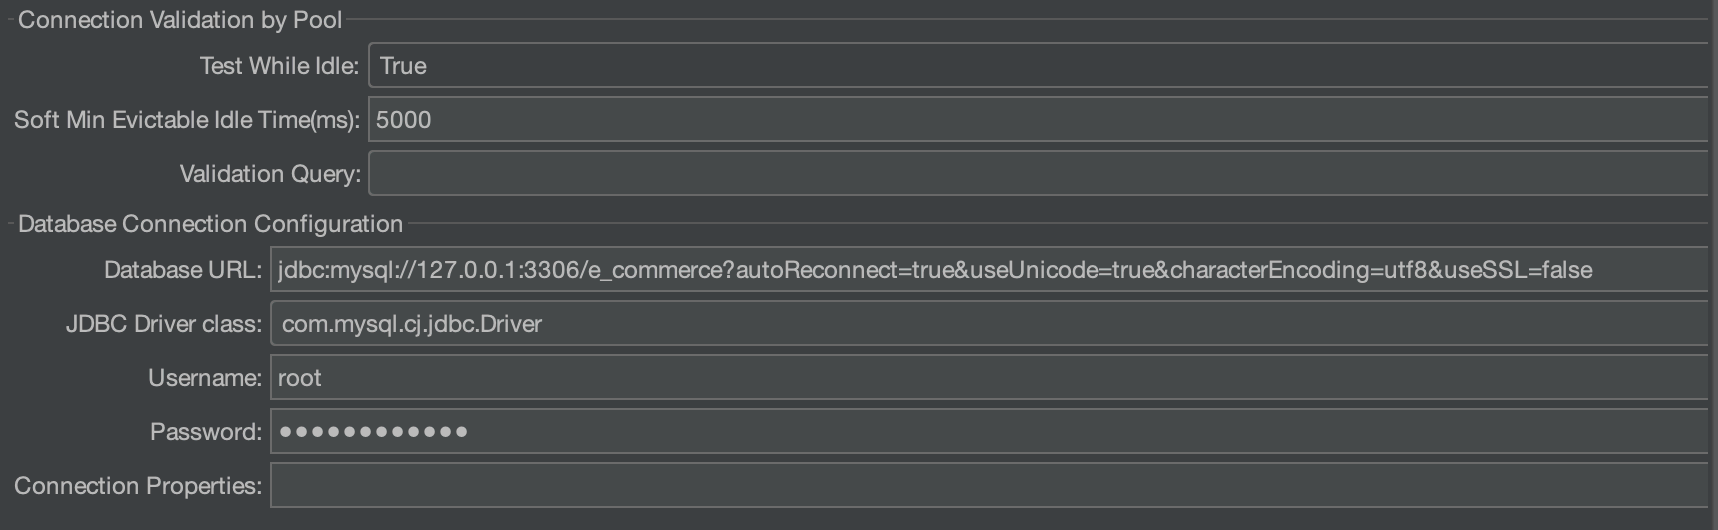 Connection Validation by Pool
Test While Idle: True
Soft Min Evictable Idle Time(ms): 5000
Validation Query:
Database Connection Configuration
Database URL: jdbc:mysql://127.0.0.1:3306/e_commerce?autoReconnect=true&useUnicode=true&characterEncoding=utf8&useSSL=false
JDBC Driver class: com.mysql.cj.jdbc.Driver
Username: root
Password: ●●●●●●●●●●●●
Connection Properties: